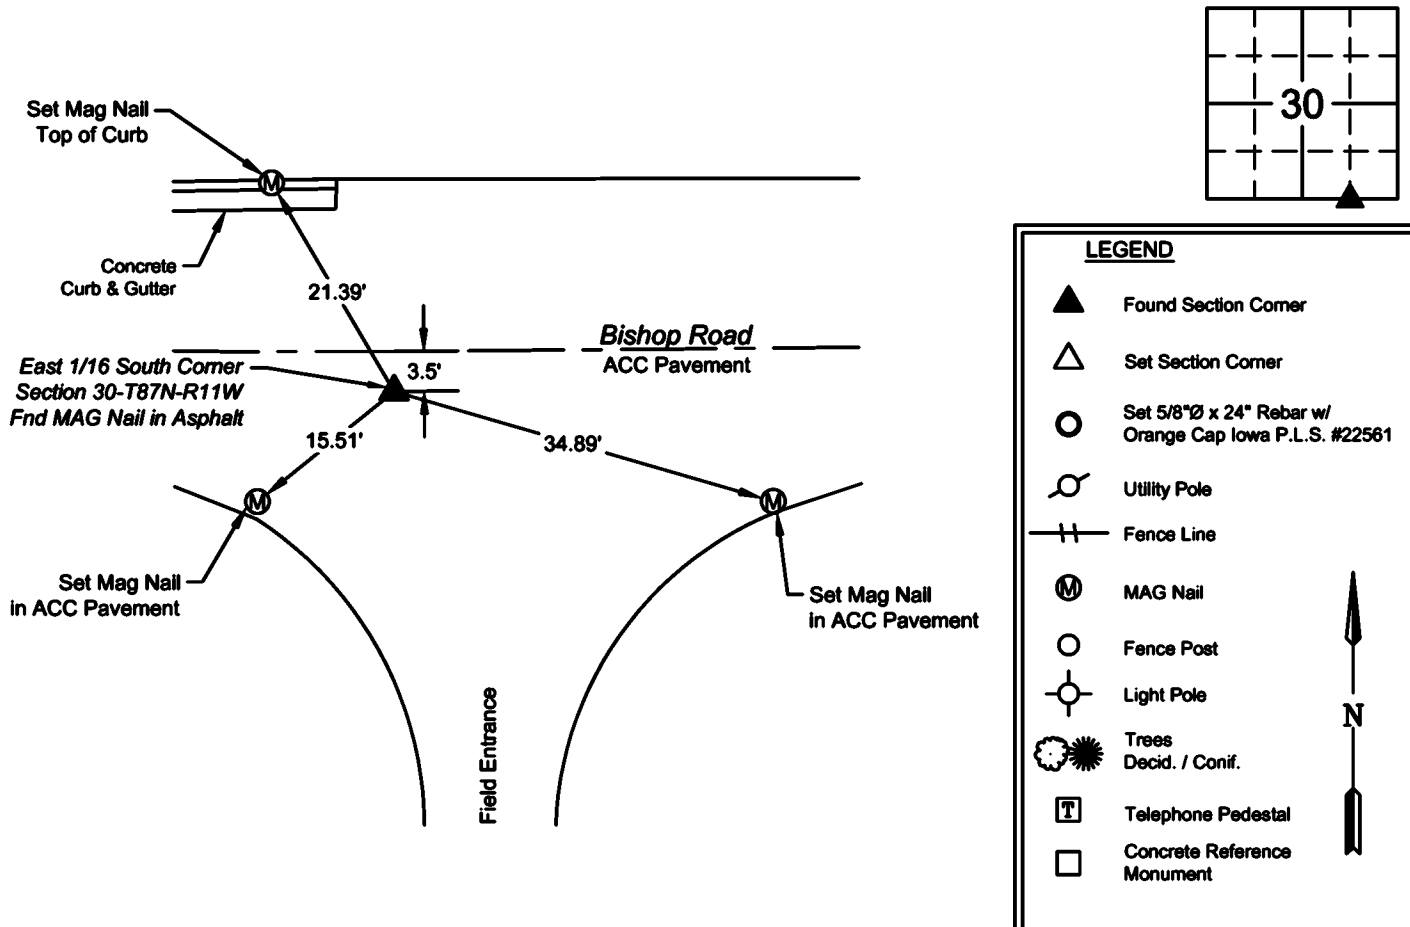 Set Mag Nail
Top of Curb
M
Concrete
Curb & Gutter
21.39'
Bishop Road
ACC Pavement
3.5'
East 1/16 South Corner
Section 30-T87N-R11W
Fnd MAG Nail in Asphalt
15.51'
34.89'
M
M
Set Mag Nail
in ACC Pavement
Set Mag Nail
in ACC Pavement
Field Entrance
30
LEGEND
Found Section Corner
Set Section Corner
Set 5/8"Ø x 24" Rebar w/
Orange Cap Iowa P.L.S. #22561
Utility Pole
Fence Line
M
MAG Nail
Fence Post
Light Pole
Trees
Decid. / Conif.
T
Telephone Pedestal
Concrete Reference
Monument
N